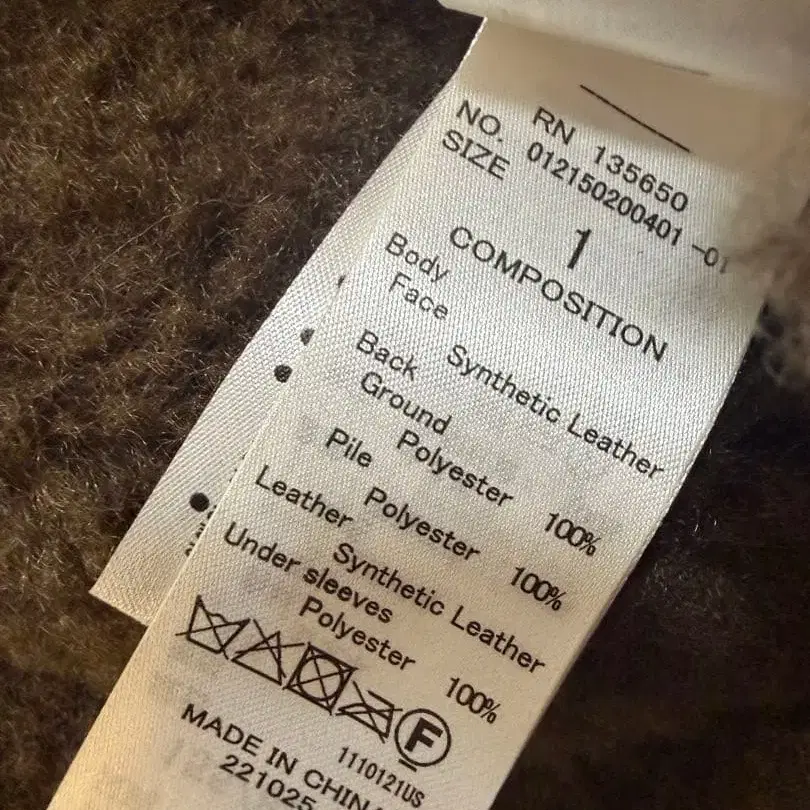 RN 135650
NO. 012150200401 -01
SIZE
1
COMPOSITION
Body
Face
Synthetic Leather
Back
Ground
Polyester 100%
Pile
Polyester 100%
Leather
Synthetic Leather
Under sleeves
Polyester 100%
F
1110121US
MADE IN CHINA
221025